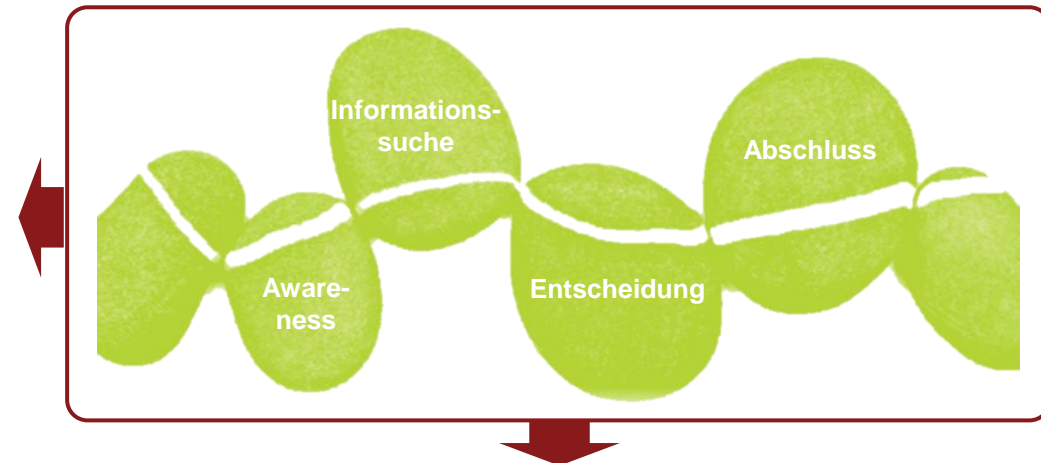 Informations-
suche
Abschluss
Aware-
ness
Entscheidung